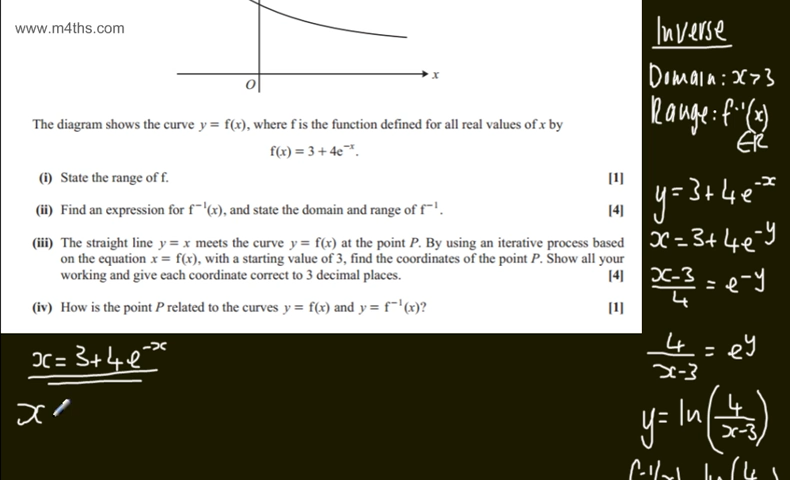 www.m4ths.com
x
O
The diagram shows the curve y = f(x), where f is the function defined for all real values of x by
f(x) = 3 + 4e⁻ˣ.
(i) State the range of f. [1]
(ii) Find an expression for f⁻¹(x), and state the domain and range of f⁻¹. [4]
(iii) The straight line y = x meets the curve y = f(x) at the point P. By using an iterative process based
on the equation x = f(x), with a starting value of 3, find the coordinates of the point P. Show all your
working and give each coordinate correct to 3 decimal places. [4]
(iv) How is the point P related to the curves y = f(x) and y = f⁻¹(x)? [1]
x = 3+4e^-x
x
Inverse
Domain: x>3
Range: f⁻¹(x)
∈ℝ
y = 3+4e^-x
x = 3+4e^-y
(x-3)/4 = e^-y
4/(x-3) = e^y
y = ln(4/(x-3))